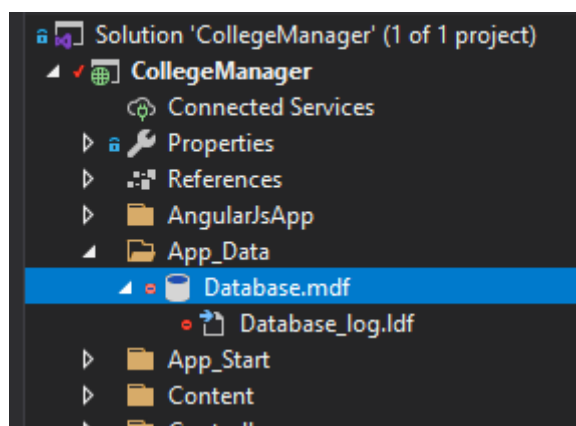 Solution 'CollegeManager' (1 of 1 project)
CollegeManager
Connected Services
Properties
References
AngularJsApp
App_Data
Database.mdf
Database_log.ldf
App_Start
Content